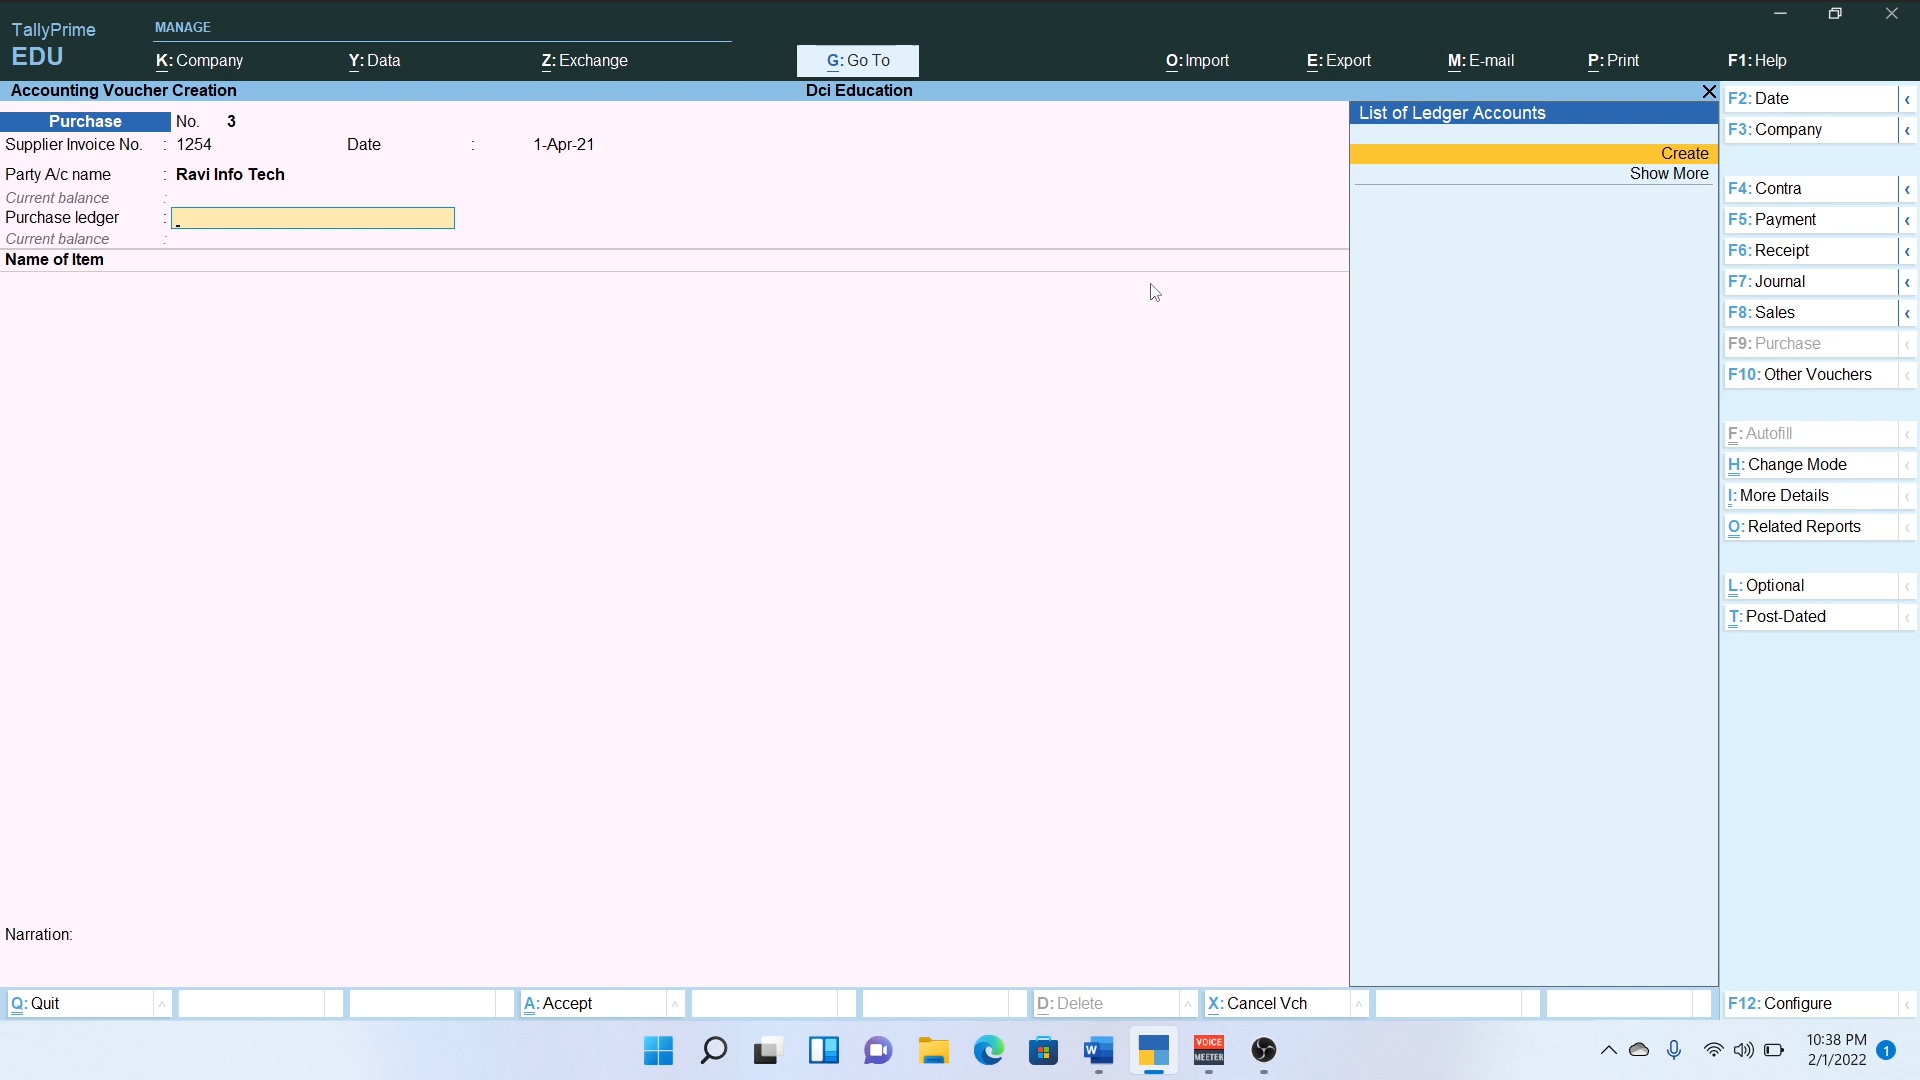 TallyPrime
EDU
MANAGE
K: Company
Y: Data
Z: Exchange
G: Go To
O: Import
E: Export
M: E-mail
P: Print
F1: Help
Accounting Voucher Creation
Dci Education
Purchase No. 3
Supplier Invoice No. : 1254 Date : 1-Apr-21
Party A/c name : Ravi Info Tech
Current balance :
Purchase ledger :
Current balance :
Name of Item
Narration:
List of Ledger Accounts
Create
Show More
F2: Date
F3: Company
F4: Contra
F5: Payment
F6: Receipt
F7: Journal
F8: Sales
F9: Purchase
F10: Other Vouchers
F: Autofill
H: Change Mode
I: More Details
O: Related Reports
L: Optional
T: Post-Dated
Q: Quit
A: Accept
D: Delete
X: Cancel Vch
F12: Configure
W
VOICE
MEETER
10:38 PM
2/1/2022
1